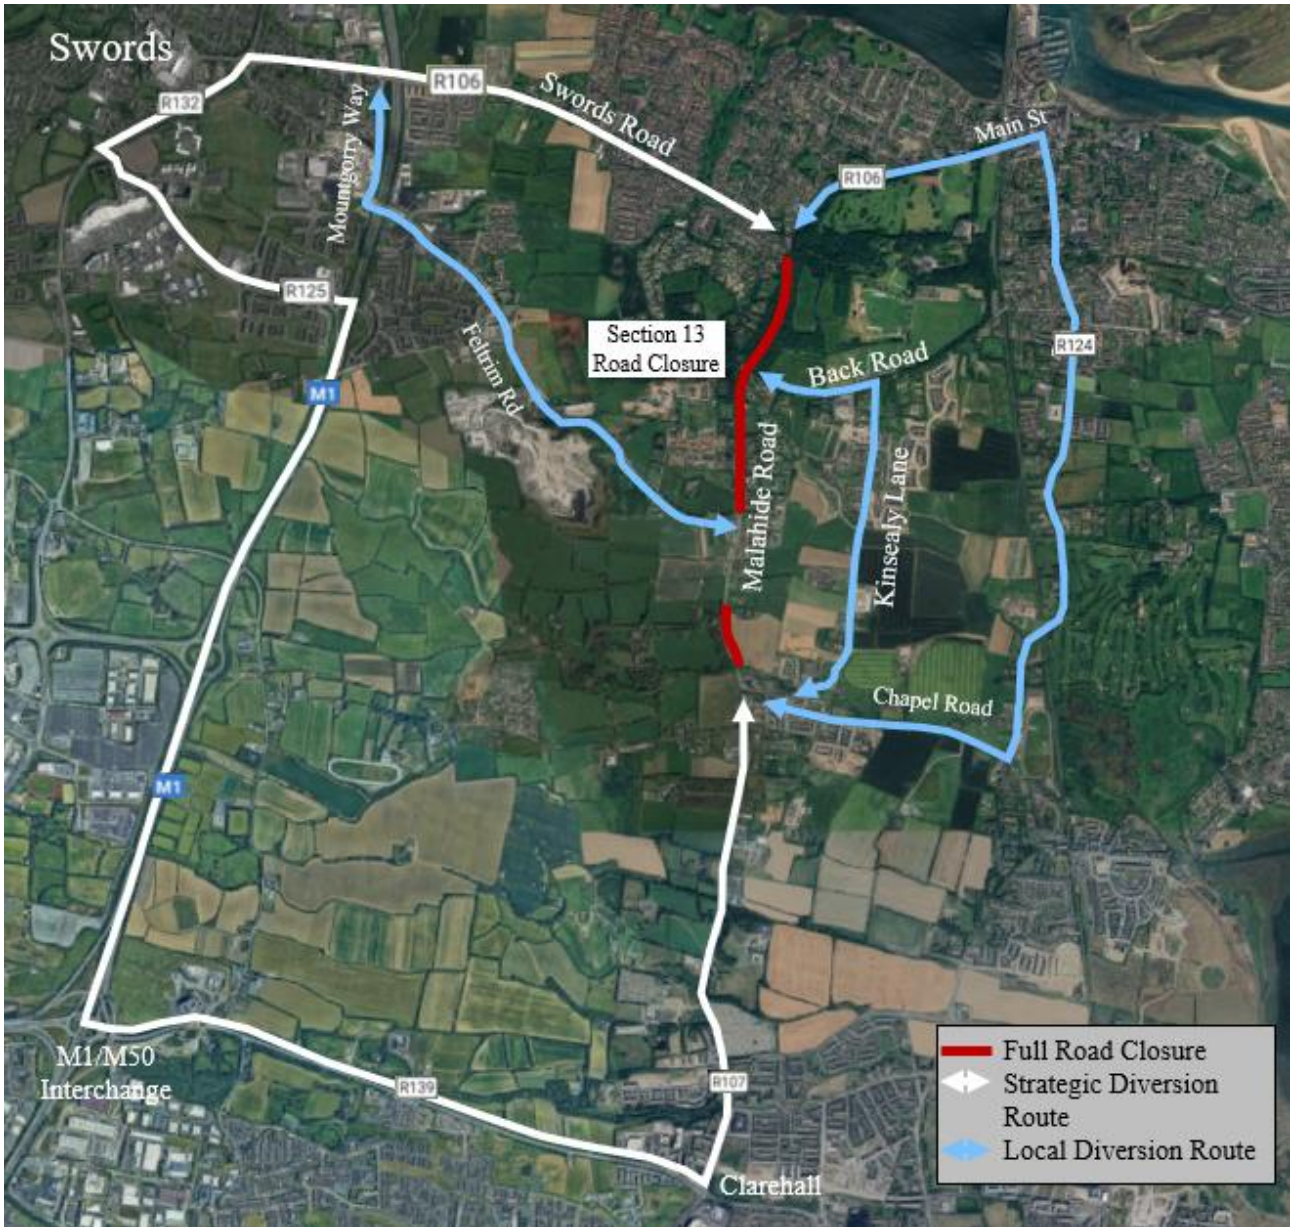 Swords
R132
R106
Swords Road
Mountgorry Way
Main St
R106
R125
M1
Feltrim Rd
Section 13
Road Closure
Back Road
R124
Malahide Road
Kinsealy Lane
Chapel Road
M1
M1/M50
Interchange
R139
R107
Clarehall
Full Road Closure
Strategic Diversion
Route
Local Diversion Route